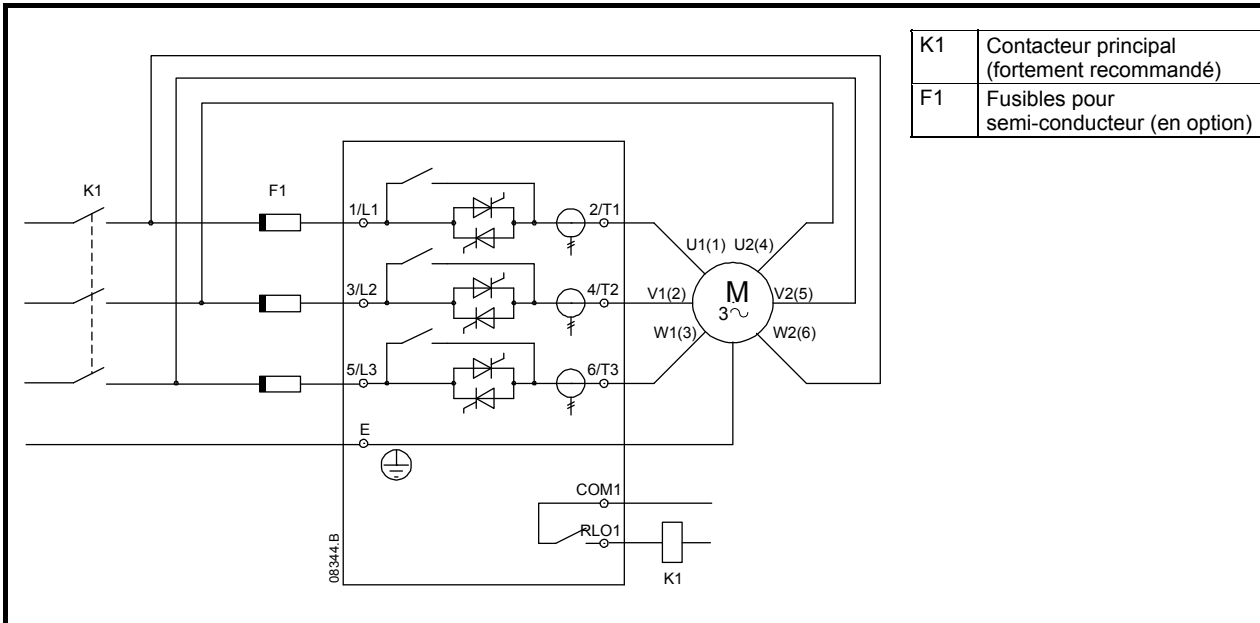 K1 Contacteur principal
(fortement recommandé)
F1 Fusibles pour
semi-conducteur (en option)
K1
F1
1/L1
2/T1
U1(1) U2(4)
3/L2
4/T2
V1(2)
M
3~
V2(5)
W1(3)
W2(6)
5/L3
6/T3
E
COM1
RLO1
K1
08344.B